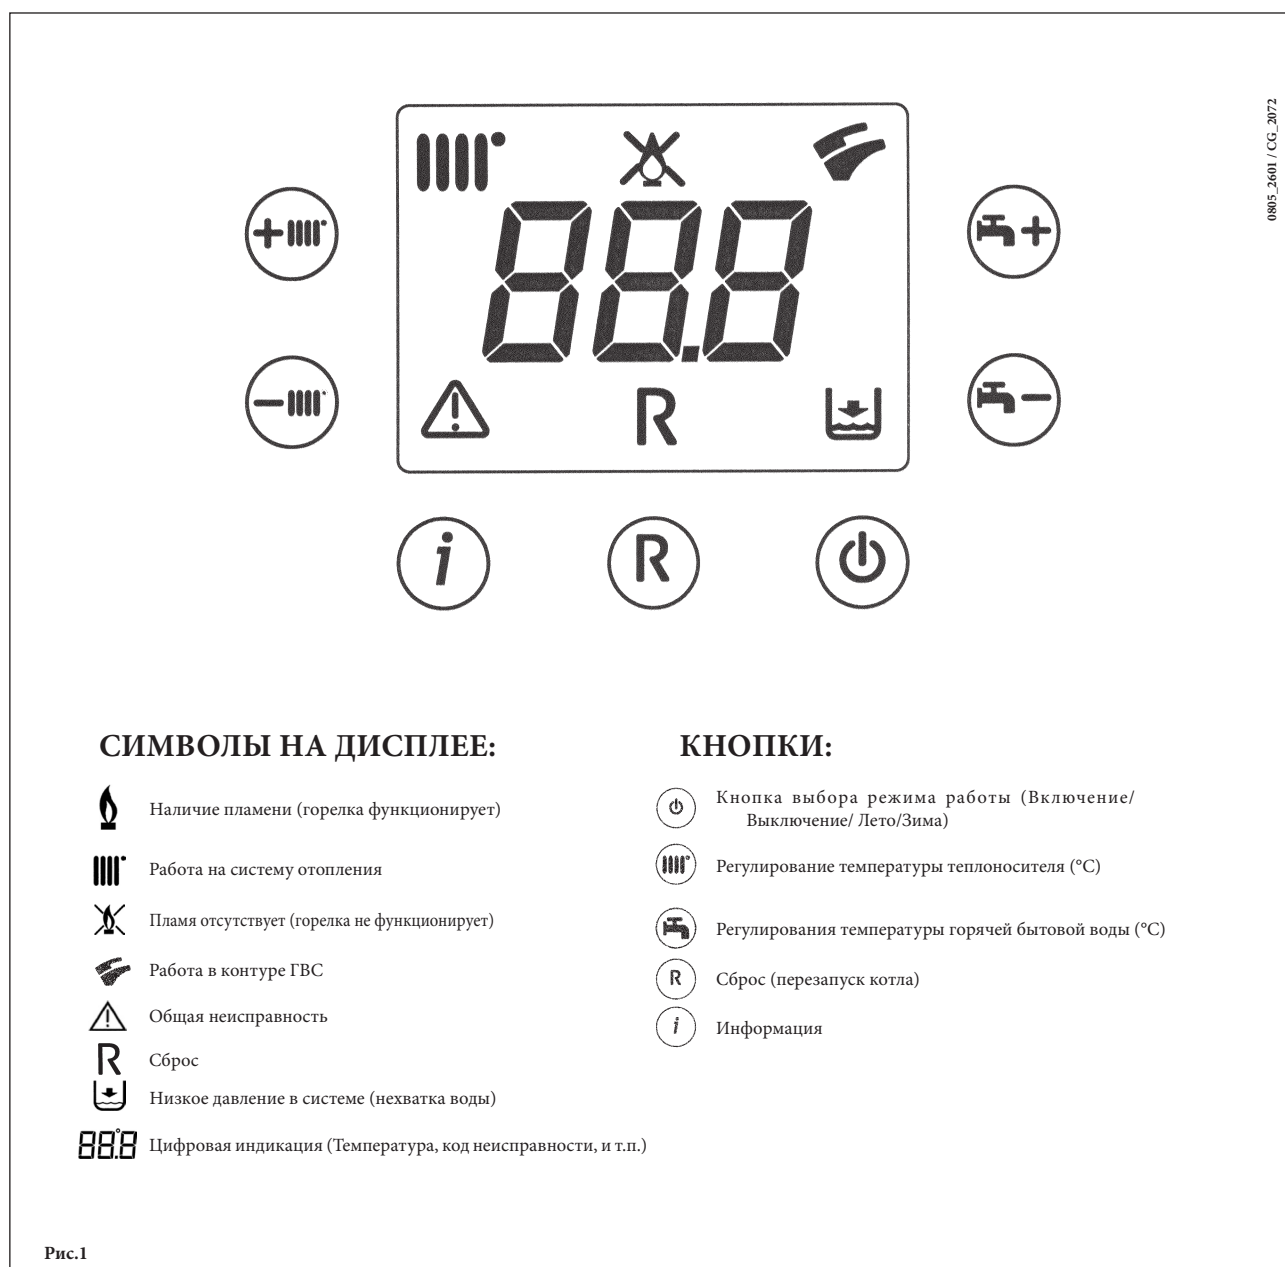 0805_2601 / CG_2072
88.8
R
i
R
СИМВОЛЫ НА ДИСПЛЕЕ:
Наличие пламени (горелка функционирует)
Работа на систему отопления
Пламя отсутствует (горелка не функционирует)
Работа в контуре ГВС
Общая неисправность
R Сброс
Низкое давление в системе (нехватка воды)
88.8 Цифровая индикация (Температура, код неисправности, и т.п.)
КНОПКИ:
Кнопка выбора режима работы (Включение/
Выключение/ Лето/Зима)
Регулирование температуры теплоносителя (°C)
Регулирования температуры горячей бытовой воды (°C)
R Сброс (перезапуск котла)
i Информация
Рис.1